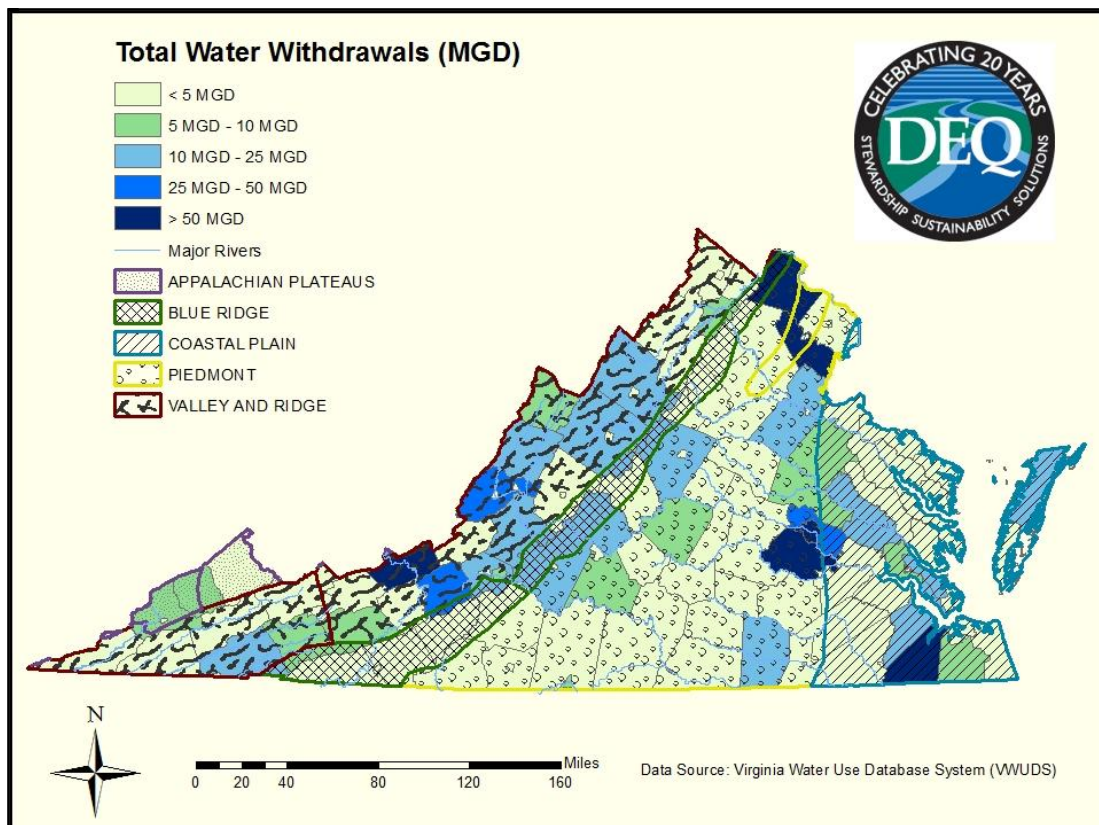 Total Water Withdrawals (MGD)
< 5 MGD
5 MGD - 10 MGD
10 MGD - 25 MGD
25 MGD - 50 MGD
> 50 MGD
Major Rivers
APPALACHIAN PLATEAUS
BLUE RIDGE
COASTAL PLAIN
PIEDMONT
VALLEY AND RIDGE
CELEBRATING 20 YEARS
DEQ
STEWARDSHIP SUSTAINABILITY SOLUTIONS
N
Miles
0 10 20 40 80 120 160
Data Source: Virginia Water Use Database System (VWUDS)